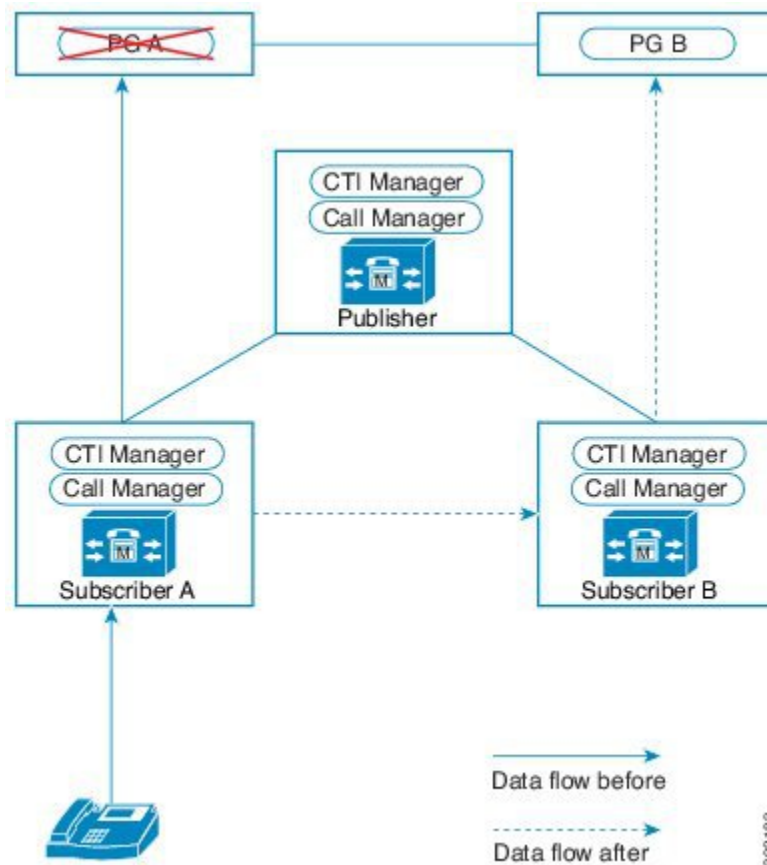 PG A
PG B
CTI Manager
Call Manager
M
Publisher
CTI Manager
Call Manager
M
Subscriber A
CTI Manager
Call Manager
M
Subscriber B
Data flow before
Data flow after